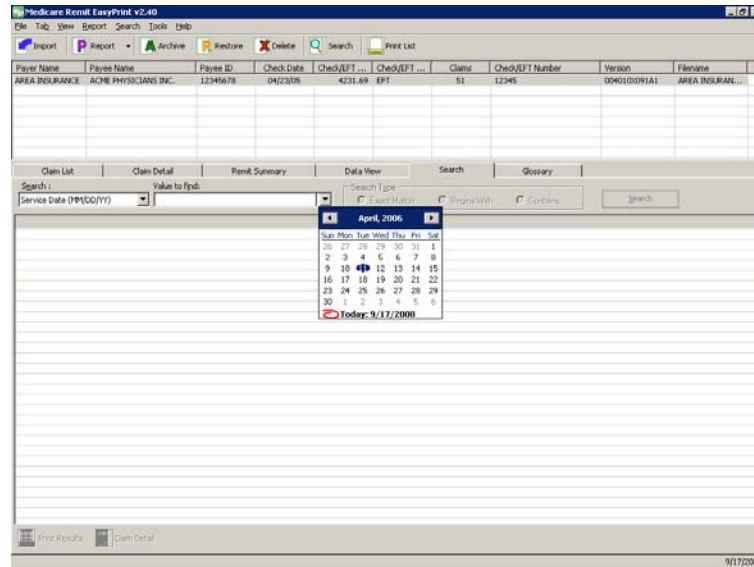 Medicare Remit EasyPrint v2.40
File Tab View Report Search Tools Help
Import Report Archive Restore Delete Search Print List
Payer Name Payee Name Payee ID Check Date Check/EFT ... Check/EFT ... Claims Check/EFT Number Version Filename
AREA INSURANCE ACME PHYSICIANS INC. 12345678 04/23/05 4231.69 EFT 51 12345 004010X091A1 AREA INSURAN...
Claim List Claim Detail Remit Summary Data View Search Glossary
Search : Value to find: Search Type
Service Date (MM/DD/YY) Exact Match Begins With Contains Search
April, 2006
Sun Mon Tue Wed Thu Fri Sat
26 27 28 29 30 31 1
2 3 4 5 6 7 8
9 10 11 12 13 14 15
16 17 18 19 20 21 22
23 24 25 26 27 28 29
30 1 2 3 4 5 6
Today: 9/17/2008
Print Results Claim Detail